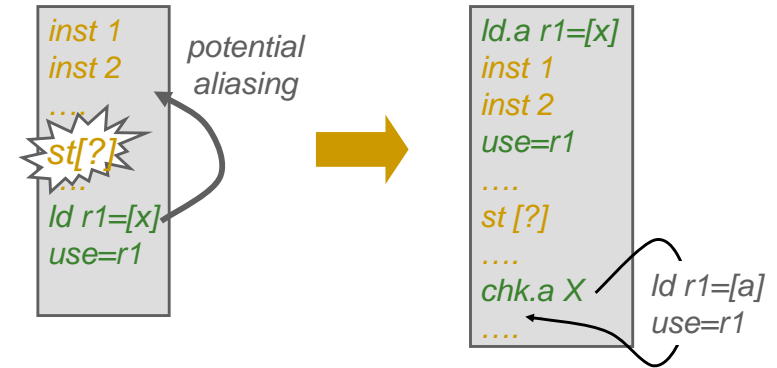 inst 1
inst 2
....
st[?]
....
ld r1=[x]
use=r1
potential
aliasing
ld.a r1=[x]
inst 1
inst 2
use=r1
....
st [?]
....
chk.a X
....
ld r1=[a]
use=r1